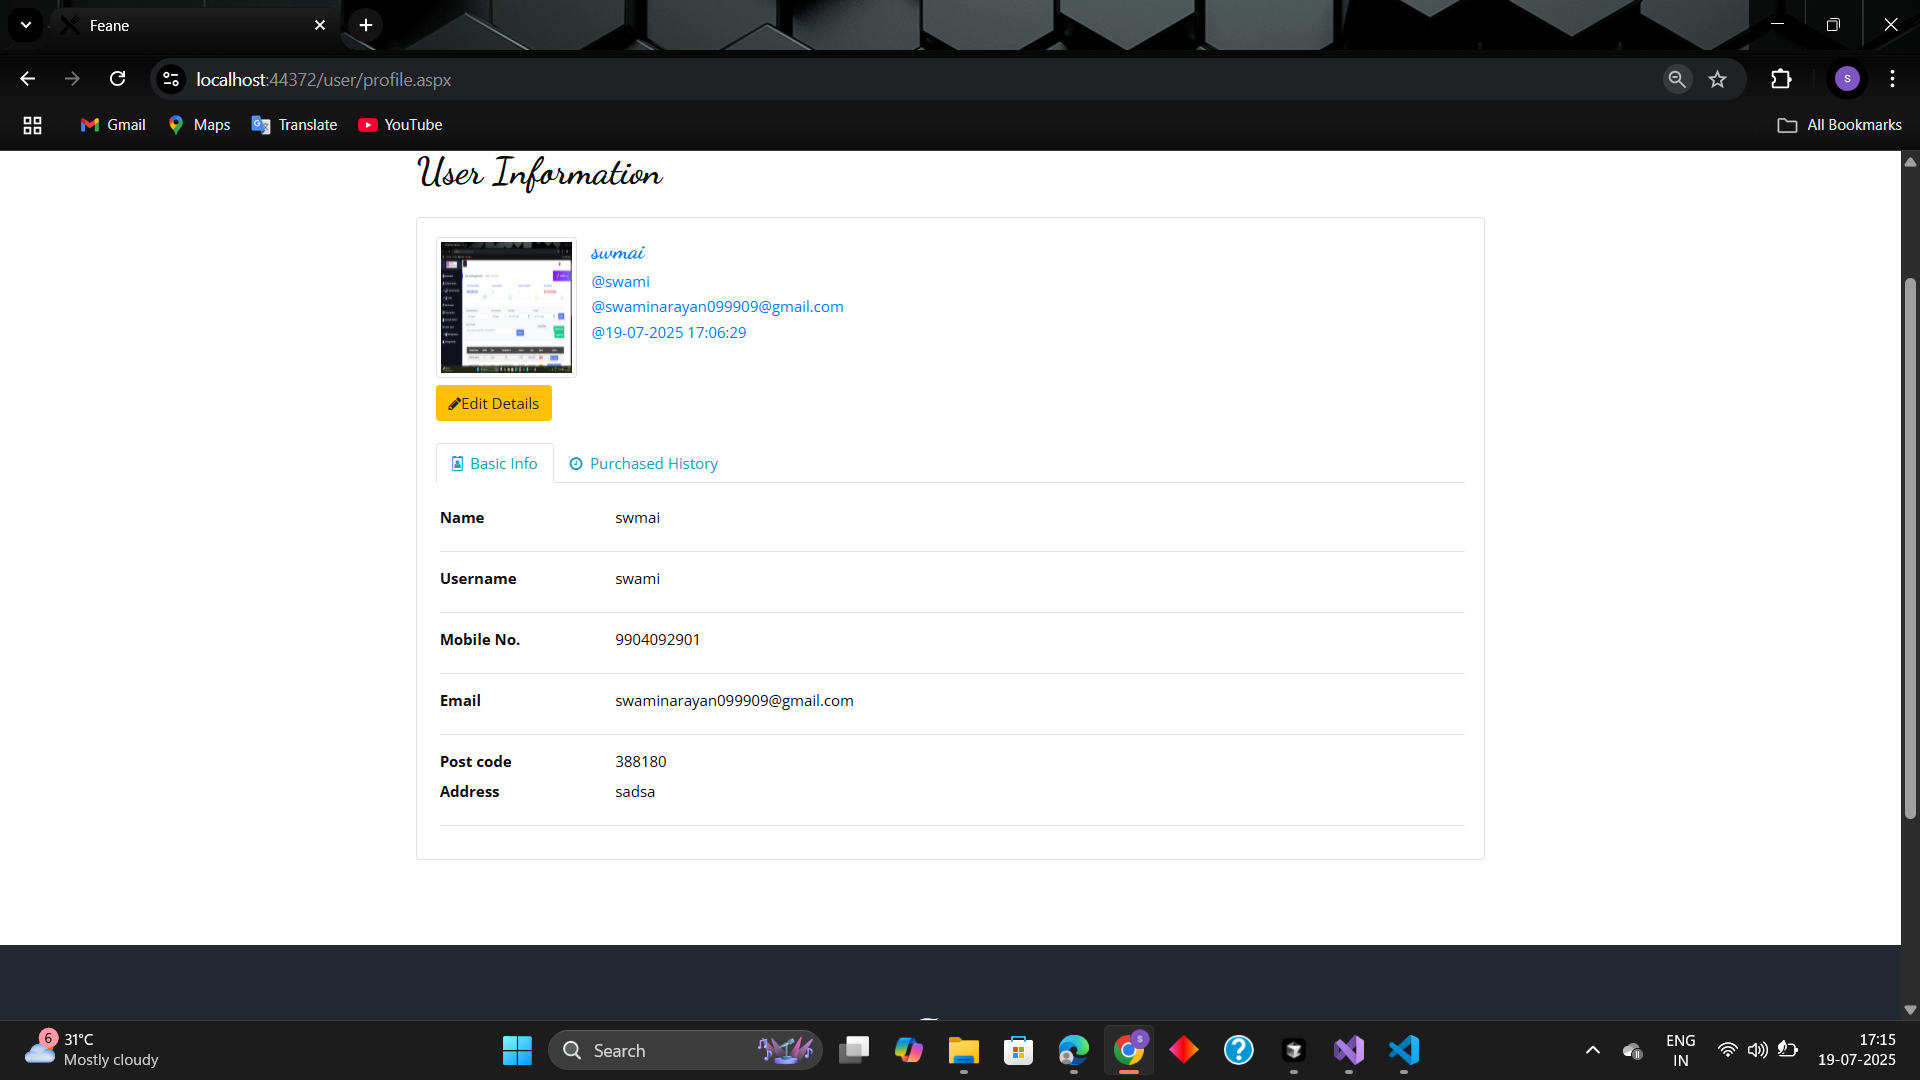 Feane
localhost:44372/user/profile.aspx
S
Gmail
Maps
Translate
YouTube
All Bookmarks
User Information
swmai
@swami
@swaminarayan099909@gmail.com
@19-07-2025 17:06:29
Edit Details
Basic Info
Purchased History
Name swmai
Username swami
Mobile No. 9904092901
Email swaminarayan099909@gmail.com
Post code 388180
Address sadsa
6
31°C
Mostly cloudy
Search
S
ENG
IN
17:15
19-07-2025